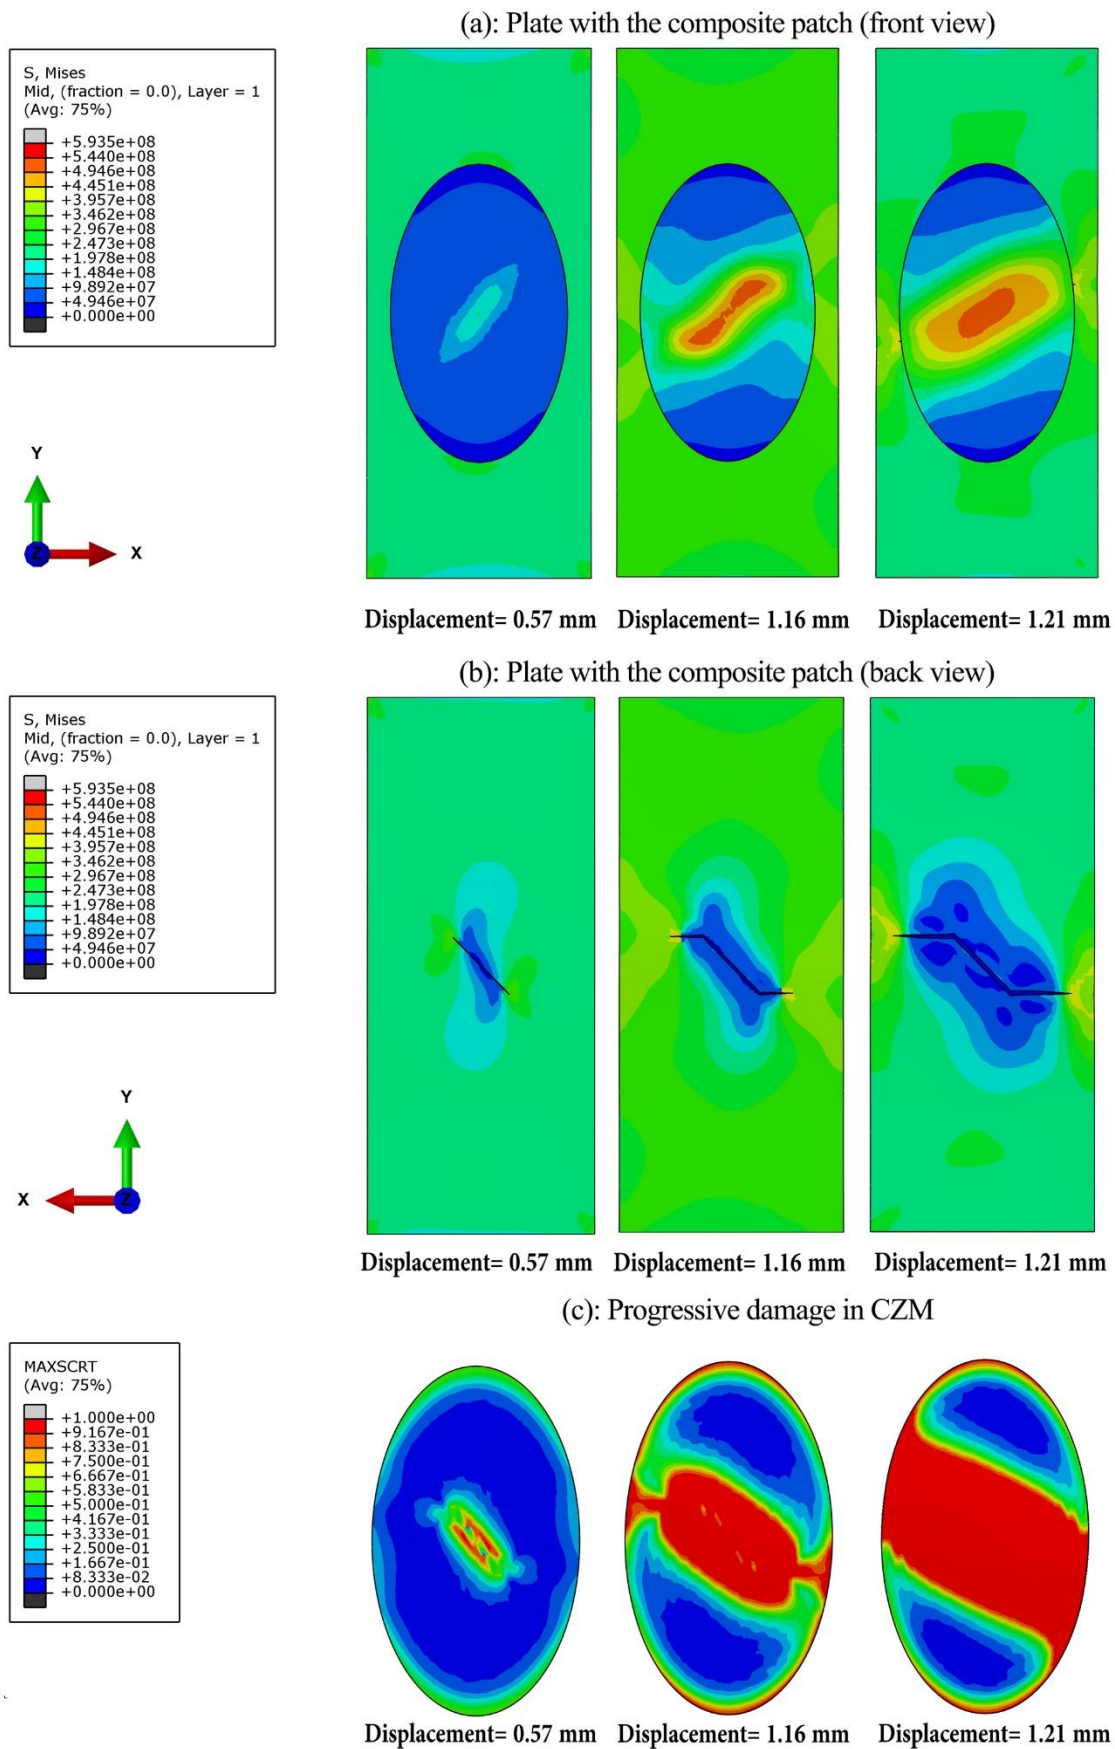 (a): Plate with the composite patch (front view)
S, Mises
Mid, (fraction = 0.0), Layer = 1
(Avg: 75%)
+5.935e+08
+5.440e+08
+4.946e+08
+4.451e+08
+3.957e+08
+3.462e+08
+2.967e+08
+2.473e+08
+1.978e+08
+1.484e+08
+9.892e+07
+4.946e+07
+0.000e+00
Y
Z
X
Displacement= 0.57 mm
Displacement= 1.16 mm
Displacement= 1.21 mm
(b): Plate with the composite patch (back view)
S, Mises
Mid, (fraction = 0.0), Layer = 1
(Avg: 75%)
+5.935e+08
+5.440e+08
+4.946e+08
+4.451e+08
+3.957e+08
+3.462e+08
+2.967e+08
+2.473e+08
+1.978e+08
+1.484e+08
+9.892e+07
+4.946e+07
+0.000e+00
Y
X
Z
Displacement= 0.57 mm
Displacement= 1.16 mm
Displacement= 1.21 mm
(c): Progressive damage in CZM
MAXSCRT
(Avg: 75%)
+1.000e+00
+9.167e-01
+8.333e-01
+7.500e-01
+6.667e-01
+5.833e-01
+5.000e-01
+4.167e-01
+3.333e-01
+2.500e-01
+1.667e-01
+8.333e-02
+0.000e+00
Displacement= 0.57 mm
Displacement= 1.16 mm
Displacement= 1.21 mm